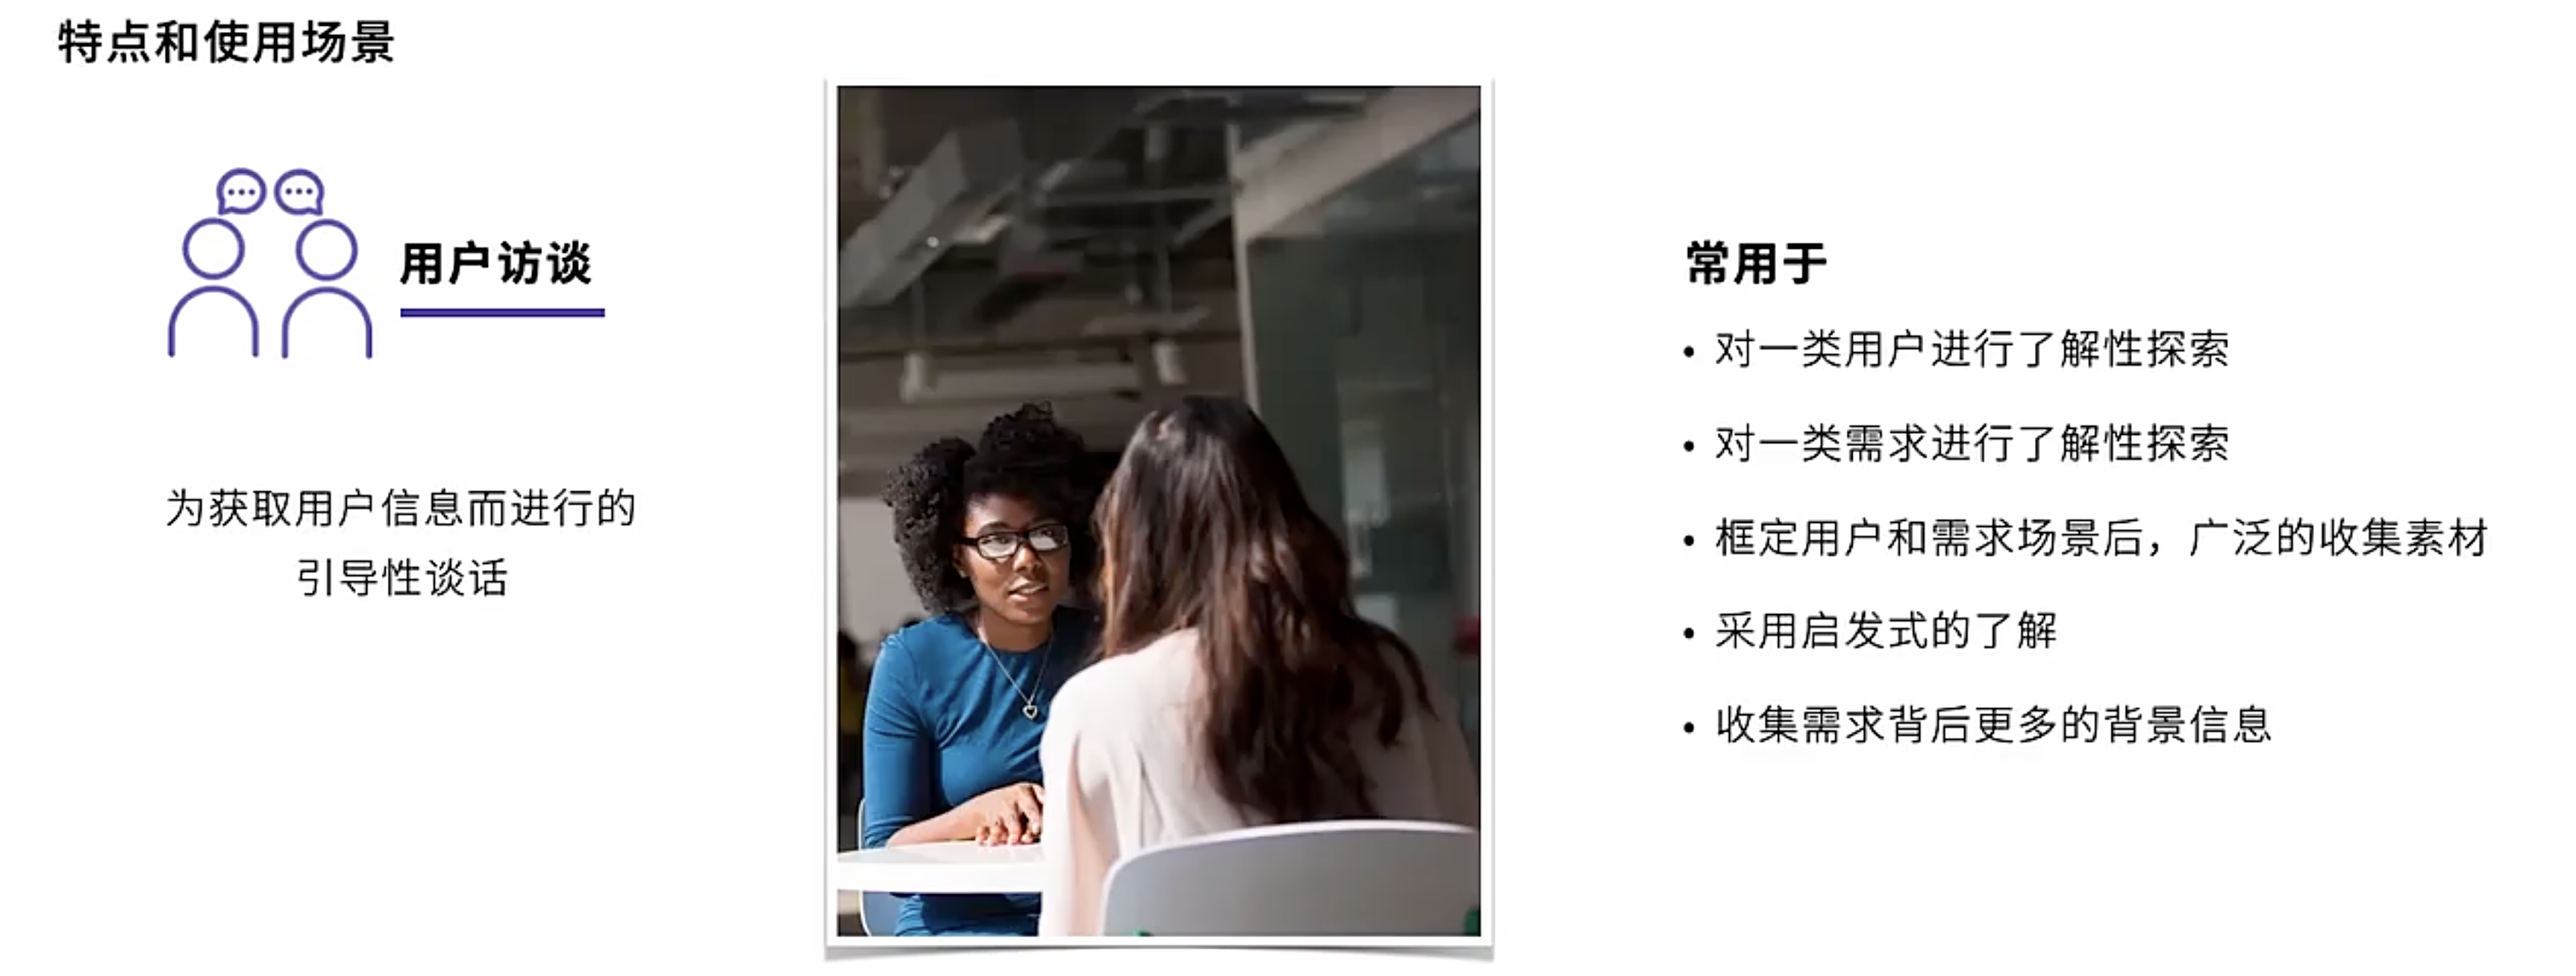 特点和使用场景
用户访谈
为获取用户信息而进行的
引导性谈话
常用于
• 对一类用户进行了解性探索
• 对一类需求进行了解性探索
• 框定用户和需求场景后，广泛的收集素材
• 采用启发式的了解
• 收集需求背后更多的背景信息